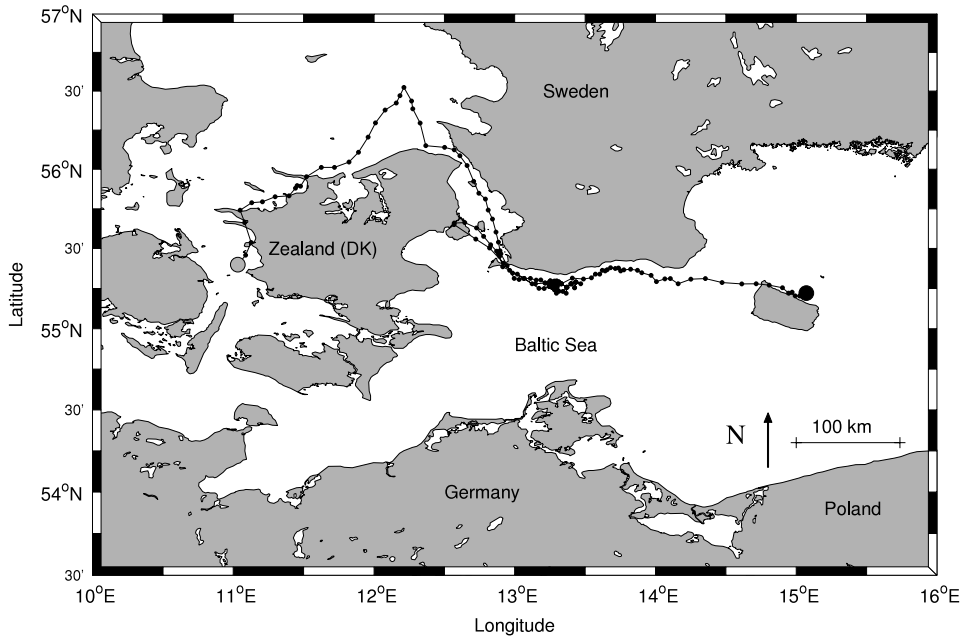 57°N
30'
Sweden
56°N
Zealand (DK)
30'
Latitude
55°N
Baltic Sea
30'
100 km
N
54°N
Germany
Poland
30'
10°E
11°E
12°E
13°E
14°E
15°E
16°E
Longitude